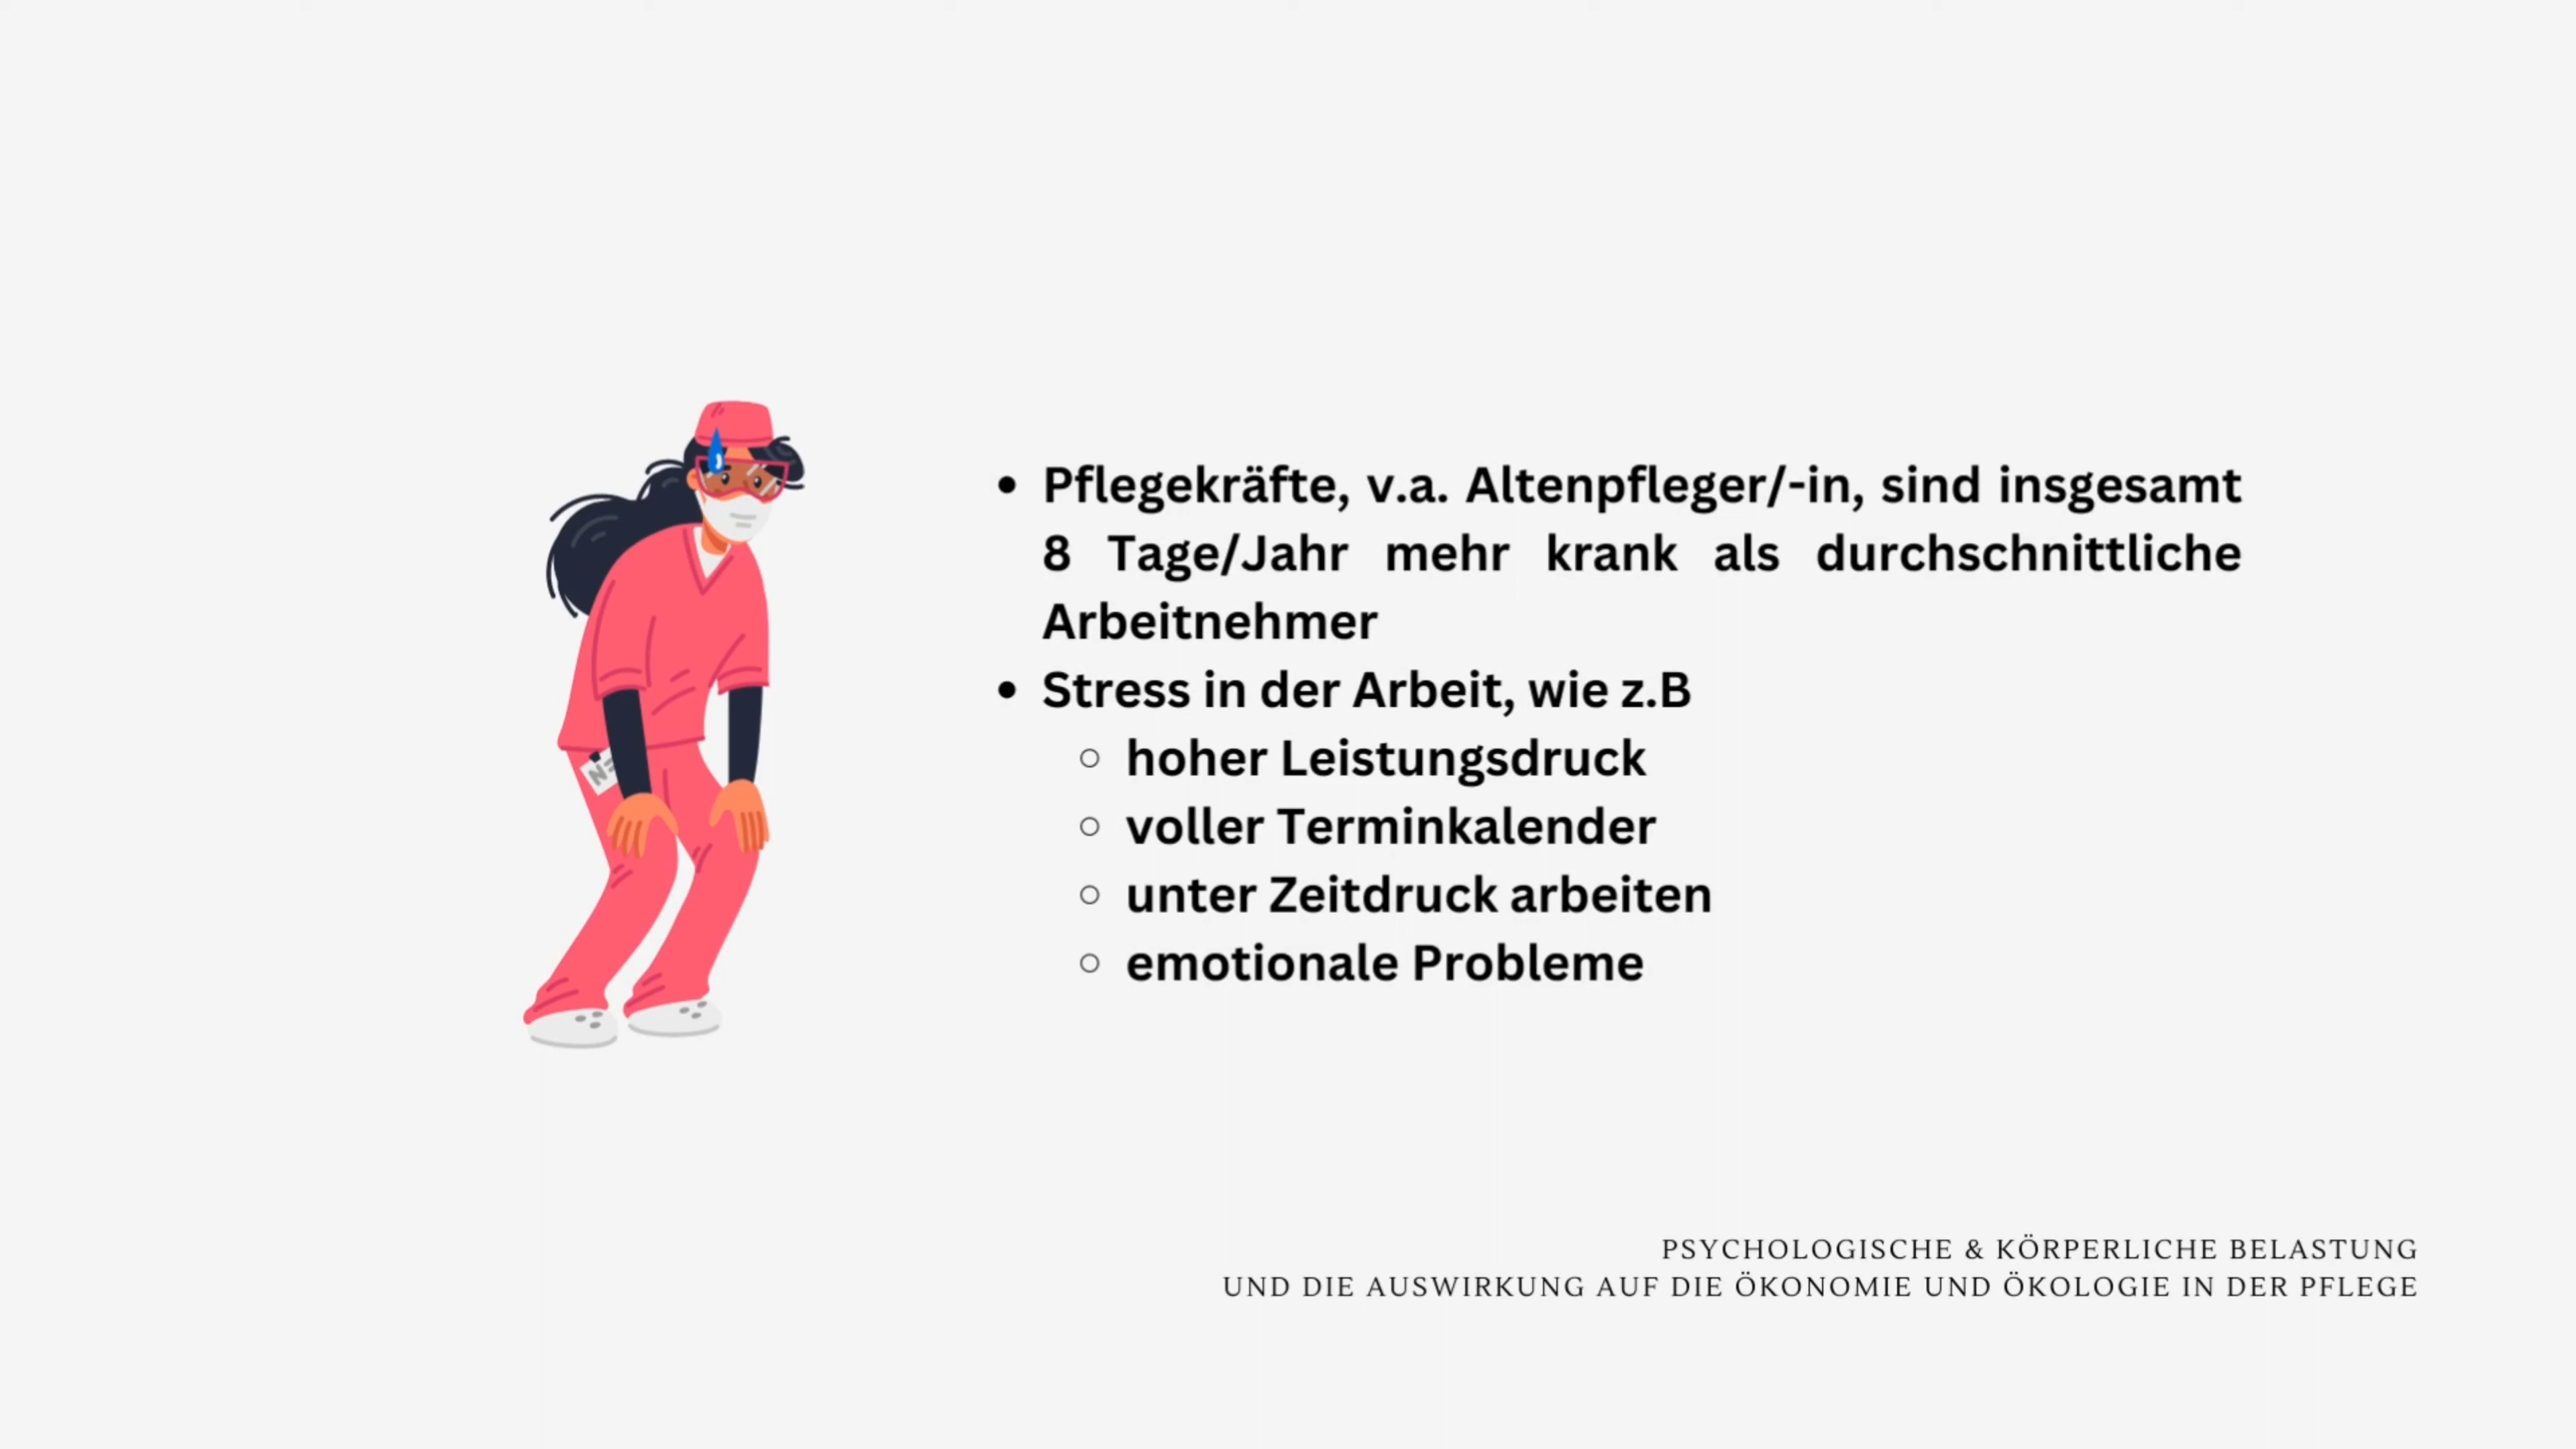 • Pflegekräfte, v.a. Altenpfleger/-in, sind insgesamt
8 Tage/Jahr mehr krank als durchschnittliche
Arbeitnehmer
• Stress in der Arbeit, wie z.B
○ hoher Leistungsdruck
○ voller Terminkalender
○ unter Zeitdruck arbeiten
○ emotionale Probleme
PSYCHOLOGISCHE & KÖRPERLICHE BELASTUNG
UND DIE AUSWIRKUNG AUF DIE ÖKONOMIE UND ÖKOLOGIE IN DER PFLEGE